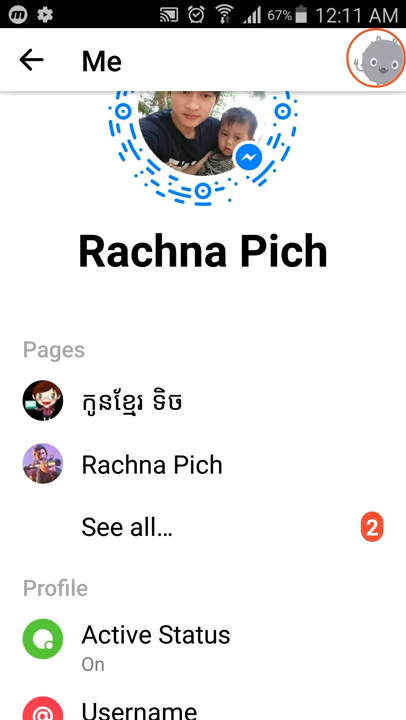 67% 12:11 AM
Me
Rachna Pich
Pages
កូនខ្មែរ ទិច
Rachna Pich
See all...
2
Profile
Active Status
On
Username